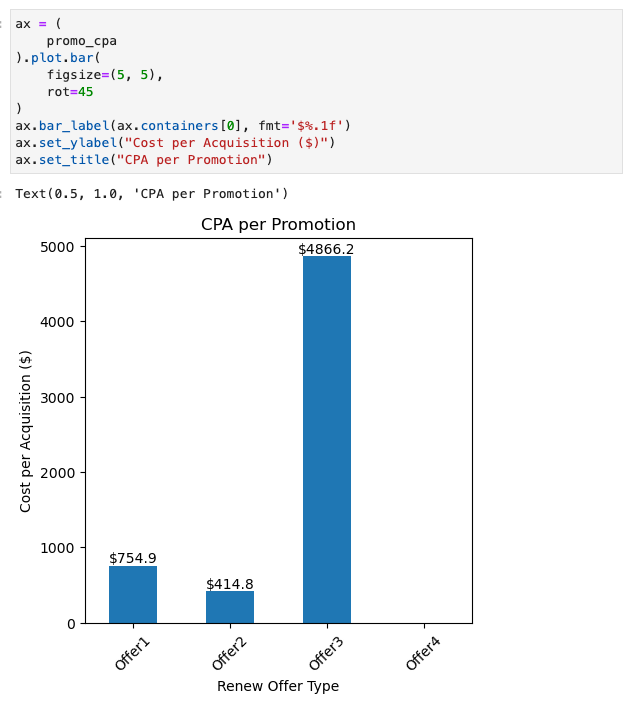 ax = (
    promo_cpa
).plot.bar(
    figsize=(5, 5),
    rot=45
)
ax.bar_label(ax.containers[0], fmt='$%.1f')
ax.set_ylabel("Cost per Acquisition ($)")
ax.set_title("CPA per Promotion")
Text(0.5, 1.0, 'CPA per Promotion')
CPA per Promotion
5000
$4866.2
4000
3000
2000
1000
$754.9
$414.8
0
Cost per Acquisition ($)
Offer1
Offer2
Offer3
Offer4
Renew Offer Type